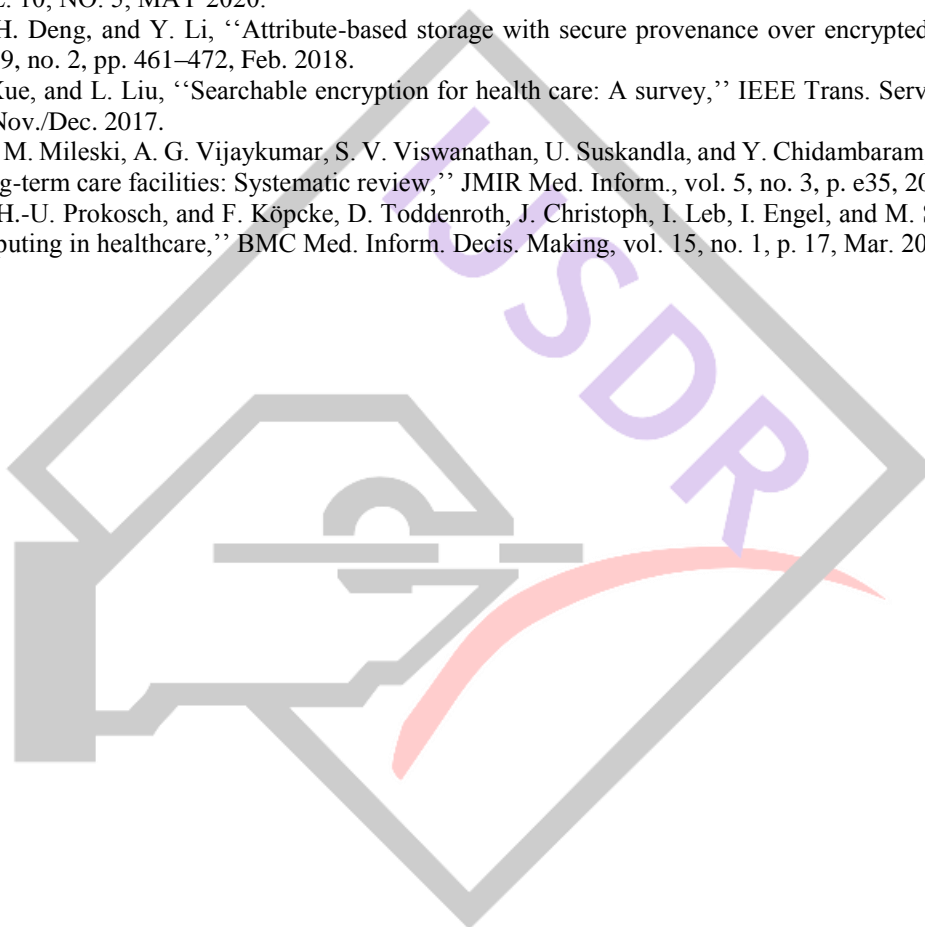 10, NO. 5, MAY 2020.
H. Deng, and Y. Li, ‘‘Attribute-based storage with secure provenance over encrypted
9, no. 2, pp. 461–472, Feb. 2018.
Kue, and L. Liu, ‘‘Searchable encryption for health care: A survey,’’ IEEE Trans. Serv
Nov./Dec. 2017.
M. Mileski, A. G. Vijaykumar, S. V. Viswanathan, U. Suskandla, and Y. Chidambaram
g-term care facilities: Systematic review,’’ JMIR Med. Inform., vol. 5, no. 3, p. e35, 20
H.-U. Prokosch, and F. Köpcke, D. Toddenroth, J. Christoph, I. Leb, I. Engel, and M. S
puting in healthcare,’’ BMC Med. Inform. Decis. Making, vol. 15, no. 1, p. 17, Mar. 20
IJSDR